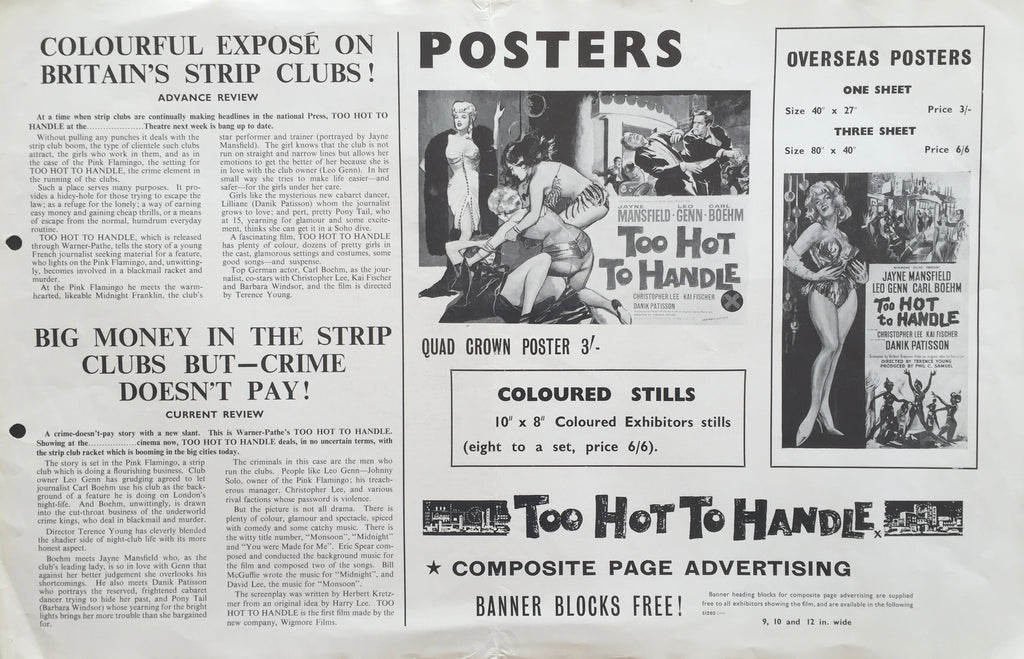 COLOURFUL EXPOSÉ ON
BRITAIN'S STRIP CLUBS!
ADVANCE REVIEW
At a time when strip clubs are continually making headlines in the national Press, TOO HOT TO
HANDLE at the....................Theatre next week is bang up to date.
Without pulling any punches it deals with the
strip club boom, the type of clientele such clubs
attract, the girls who work in them, and as in
the case of the Pink Flamingo, the setting for
TOO HOT TO HANDLE, the crime element in
the running of the clubs.
Such a place serves many purposes. It pro-
vides a hidey-hole for those trying to escape the
law; as a refuge for the lonely; a way of earning
easy money and gaining cheap thrills, or a means
of escape from the normal, humdrum everyday
routine.
TOO HOT TO HANDLE, which is released
through Warner-Pathe, tells the story of a young
French journalist seeking material for a feature,
who lights on the Pink Flamingo, and, unwitting-
ly, becomes involved in a blackmail racket and
murder.
At the Pink Flamingo he meets the warm-
hearted, likeable Midnight Franklin, the club's
star performer and trainer (portrayed by Jayne
Mansfield). The girl knows that the club is not
run on straight and narrow lines but allows her
emotions to get the better of her because she is
in love with the club owner (Leo Genn). In her
small way she tries to make life easier—and
safer—for the girls under her care.
Girls like the mysterious new cabaret dancer,
Lilliane (Danik Patisson) whom the journalist
grows to love; and pert, pretty Pony Tail, who
at 15, yearning for glamour and some excite-
ment, thinks she can get it in a Soho dive.
A fascinating film, TOO HOT TO HANDLE
has plenty of colour, dozens of pretty girls in
the cast, glamorous settings and costumes, some
good songs—and suspense.
Top German actor, Carl Boehm, as the jour-
nalist, co-stars with Christopher Lee, Kai Fischer
and Barbara Windsor, and the film is directed
by Terence Young.
BIG MONEY IN THE STRIP
CLUBS BUT—CRIME
DOESN'T PAY!
CURRENT REVIEW
A crime-doesn't-pay story with a new slant. This is Warner-Pathe's TOO HOT TO HANDLE.
Showing at the....................cinema now, TOO HOT TO HANDLE deals, in no uncertain terms, with
the strip club racket which is booming in the big cities today.
The story is set in the Pink Flamingo, a strip
club which is doing a flourishing business. Club
owner Leo Genn has grudging agreed to let
journalist Carl Boehm use his club as the back-
ground of a feature he is doing on London's
night-life. And Boehm, unwittingly, is drawn
into the cut-throat business of the underworld
crime kings, who deal in blackmail and murder.
Director Terence Young has cleverly blended
the shadier side of night-club life with its more
honest aspect.
Boehm meets Jayne Mansfield who, as the
club's leading lady, is so in love with Genn that
against her better judgement she overlooks his
shortcomings. He also meets Danik Patisson
who portrays the reserved, frightened cabaret
dancer trying to hide her past, and Pony Tail
(Barbara Windsor) whose yearning for the bright
lights brings her more trouble than she bargained
for.
The criminals in this case are the men who
run the clubs. People like Leo Genn—Johnny
Solo, owner of the Pink Flamingo; his treach-
erous manager, Christopher Lee, and various
rival factions whose password is violence.
But the picture is not all drama. There is
plenty of colour, glamour and spectacle, spiced
with comedy and some catchy music. There is
the witty title number, "Monsoon", "Midnight"
and "You were Made for Me". Eric Spear com-
posed and conducted the background music for
the film and composed two of the songs. Bill
McGuffie wrote the music for "Midnight", and
David Lee, the music for "Monsoon".
The screenplay was written by Herbert Kretz-
mer from an original idea by Harry Lee. TOO
HOT TO HANDLE is the first film made by the
new company, Wigmore Films.
POSTERS
JAYNE LEO CARL
MANSFIELD·GENN·BOEHM
TOO HOT
TO HANDLE
CHRISTOPHER LEE · KAI FISCHER
DANIK PATISSON
X
QUAD CROWN POSTER 3/-
COLOURED STILLS
10" x 8" Coloured Exhibitors stills
(eight to a set, price 6/6).
OVERSEAS POSTERS
ONE SHEET
Size 40" x 27" Price 3/-
THREE SHEET
Size 80" x 40" Price 6/6
JAYNE MANSFIELD
LEO GENN CARL BOEHM
TOO HOT
to HANDLE
CHRISTOPHER LEE KAI FISCHER
DANIK PATISSON
DIRECTED BY TERENCE YOUNG
PRODUCED BY PHIL C. SAMUEL
TOO HOT TO HANDLE x
★ COMPOSITE PAGE ADVERTISING
BANNER BLOCKS FREE!
Banner heading blocks for composite page advertising are supplied
free to all exhibitors showing the film, and are available in the following
sizes :—
9, 10 and 12 in. wide